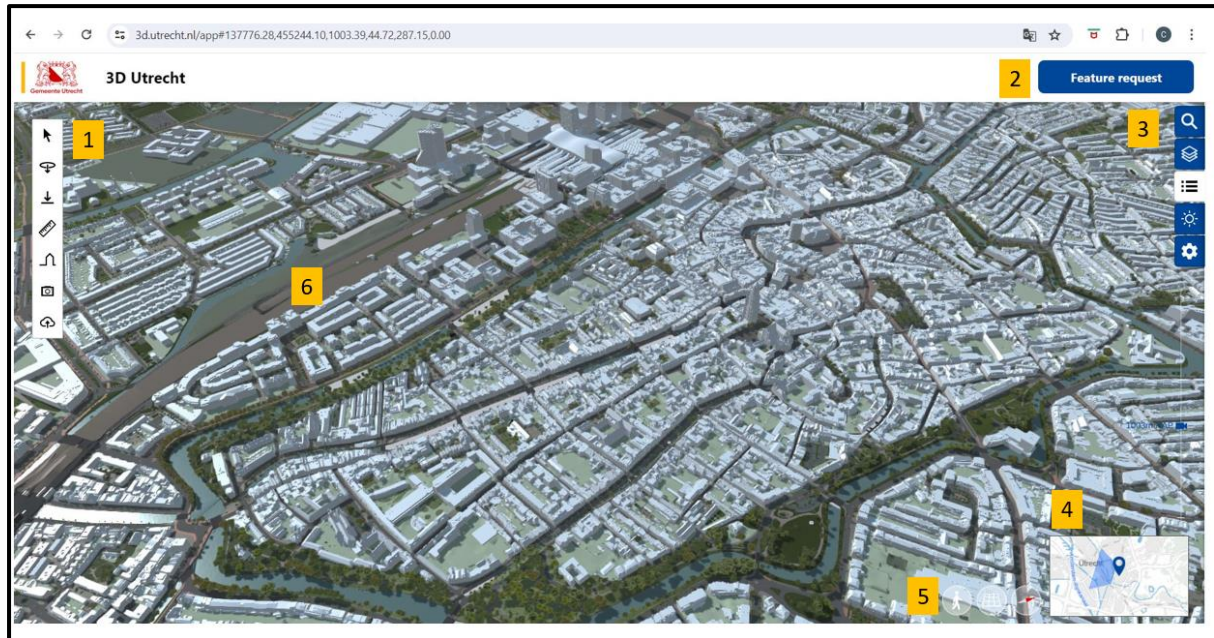 3d.utrecht.nl/app#137776.28,455244.10,1003.39,44.72,287.15,0.00
C
Gemeente Utrecht
3D Utrecht
2
Feature request
1
3
6
4
Utrecht
5